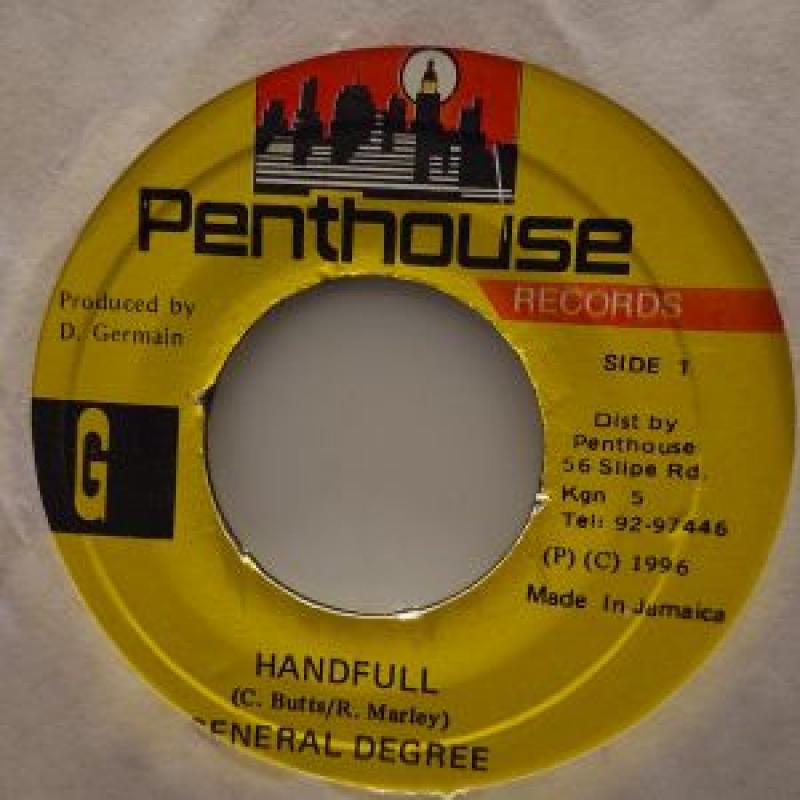 Penthouse
RECORDS
Produced by
D. Germain
SIDE 1
G
Dist by
Penthouse
56 Slipe Rd.
Kgn 5
Tel: 92-97446
(P) (C) 1996
Made In Jamaica
HANDFULL
(C. Butts/R. Marley)
GENERAL DEGREE